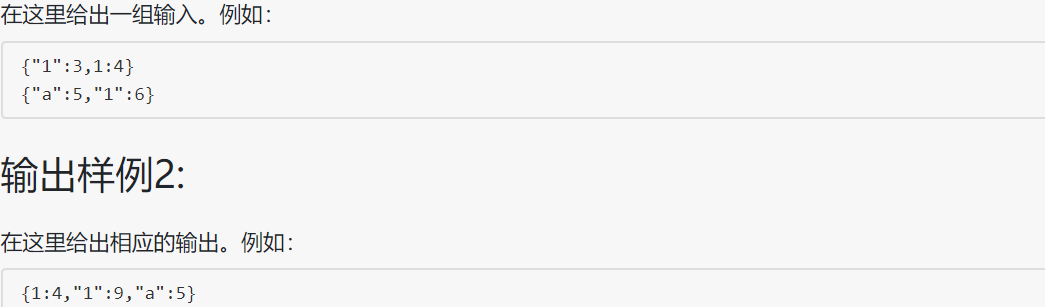 在这里给出一组输入。例如：
{"1":3,1:4}
{"a":5,"1":6}
输出样例2:
在这里给出相应的输出。例如：
{1:4,"1":9,"a":5}